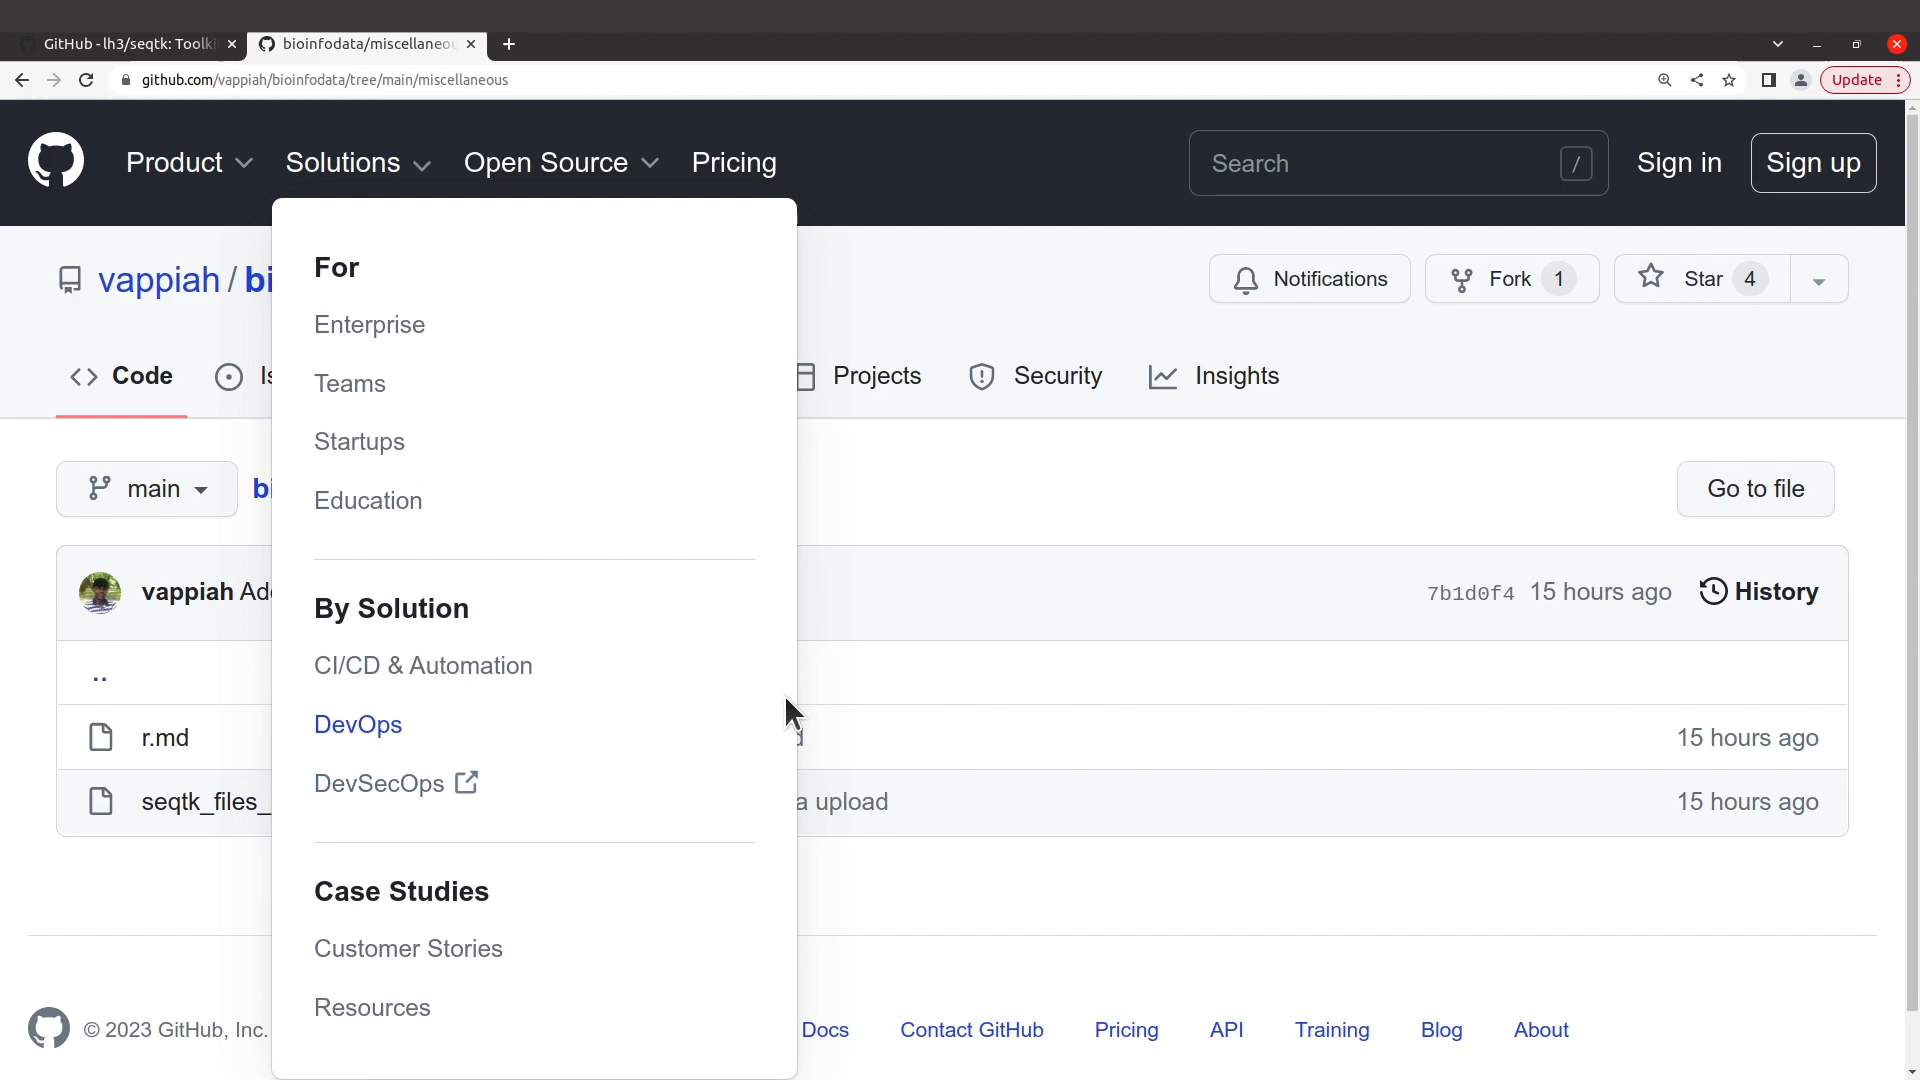 GitHub - lh3/seqtk: Toolki
bioinfodata/miscellaneou
github.com/vappiah/bioinfodata/tree/main/miscellaneous
Update
Product
Solutions
Open Source
Pricing
Search
/
Sign in
Sign up
vappiah / bi
Notifications
Fork 1
Star 4
Code
Is
Projects
Security
Insights
main
bi
Go to file
vappiah Add
7b1d0f4 15 hours ago
History
..
r.md
15 hours ago
seqtk_files_
a upload
15 hours ago
For
Enterprise
Teams
Startups
Education
By Solution
CI/CD & Automation
DevOps
DevSecOps
Case Studies
Customer Stories
Resources
© 2023 GitHub, Inc.
Docs
Contact GitHub
Pricing
API
Training
Blog
About